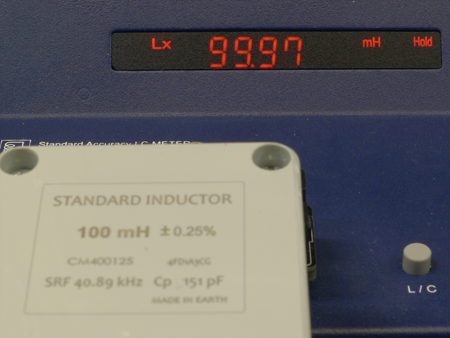 Lx 99.97 mH Hold
Standard Accuracy LC METER
STANDARD INDUCTOR
100 mH ± 0.25%
CM400125
SRF 40.89 kHz Cp 151 pF
MADE IN EARTH
L / C